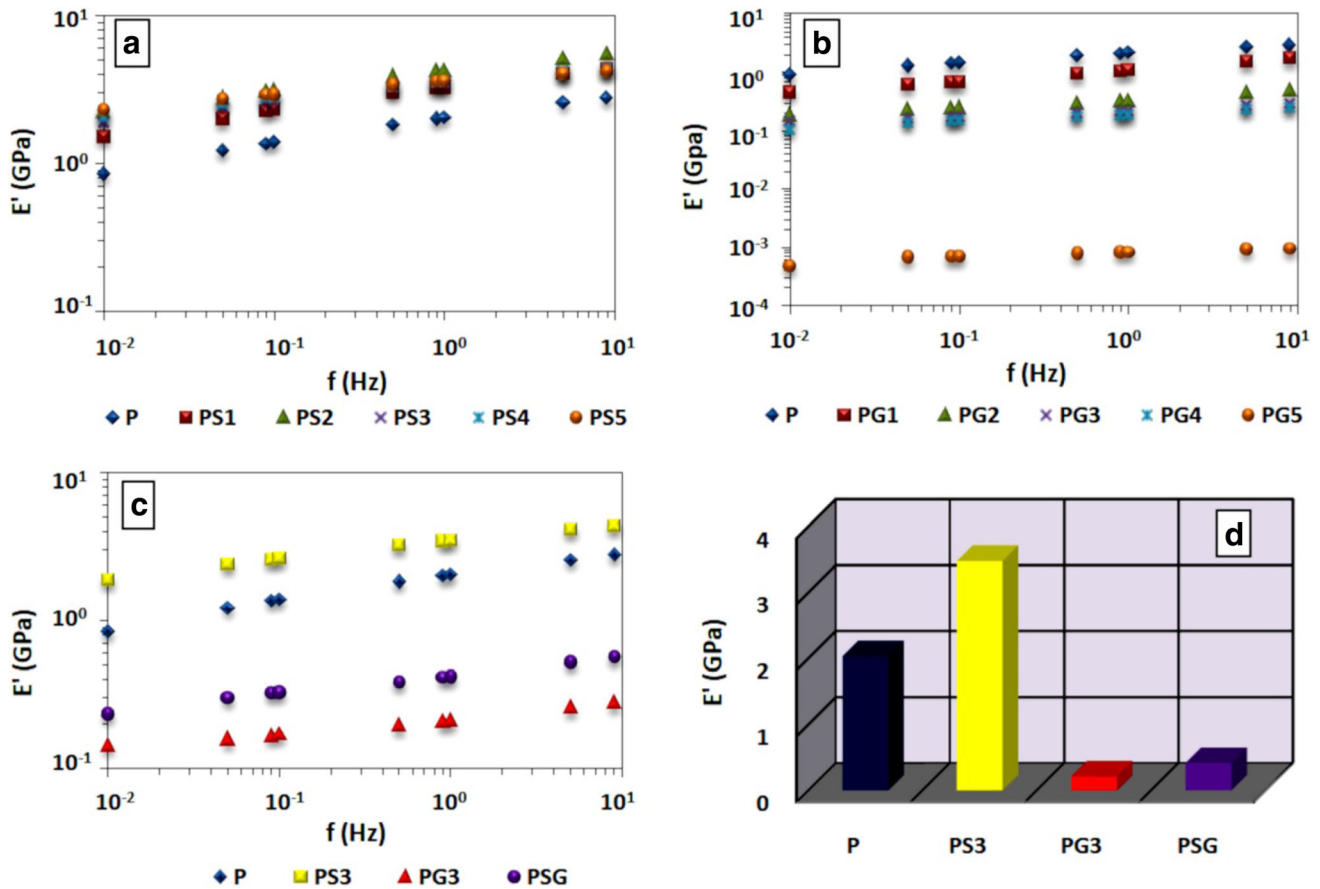 a
E' (GPa)
10¹
10⁰
10⁻¹
10⁻² 10⁻¹ 10⁰ 10¹
f (Hz)
P PS1 PS2 PS3 PS4 PS5
b
E' (Gpa)
10¹
10⁰
10⁻¹
10⁻²
10⁻³
10⁻⁴
10⁻² 10⁻¹ 10⁰ 10¹
f (Hz)
P PG1 PG2 PG3 PG4 PG5
c
E' (GPa)
10¹
10⁰
10⁻¹
10⁻² 10⁻¹ 10⁰ 10¹
f (Hz)
P PS3 PG3 PSG
d
E' (GPa)
4
3
2
1
0
P PS3 PG3 PSG